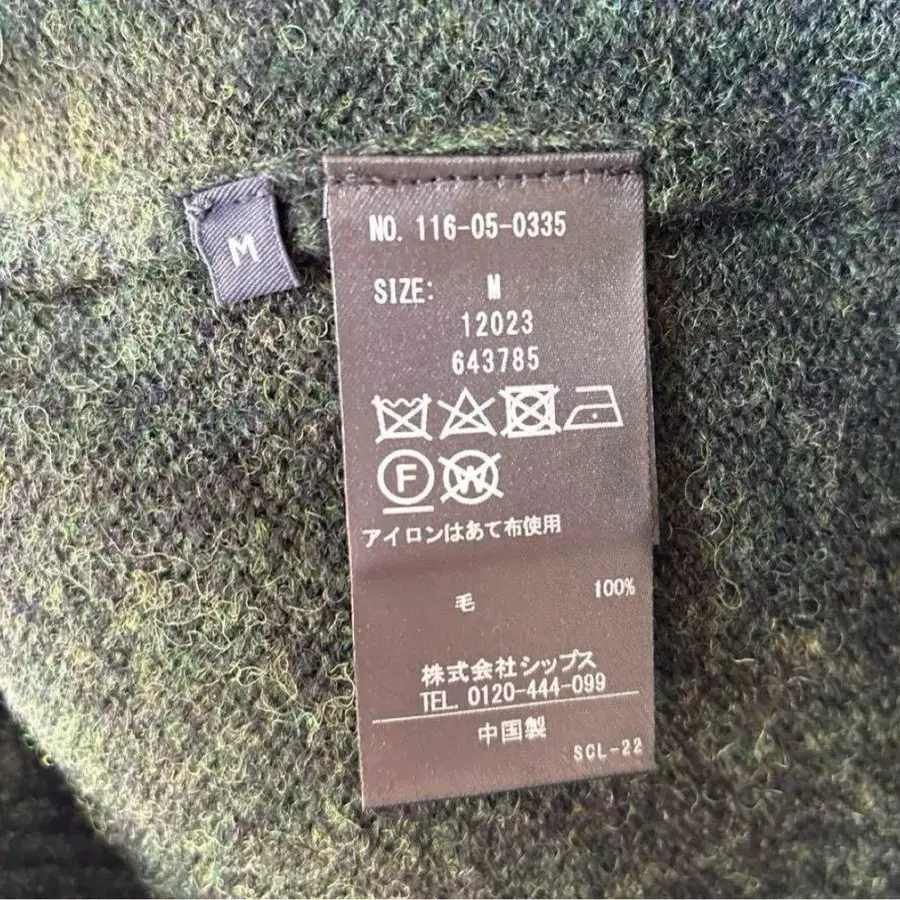 M
NO. 116-05-0335
SIZE: M
12023
643785
F W
アイロンはあて布使用
毛 100%
株式会社シップス
TEL. 0120-444-099
中国製
SCL-22